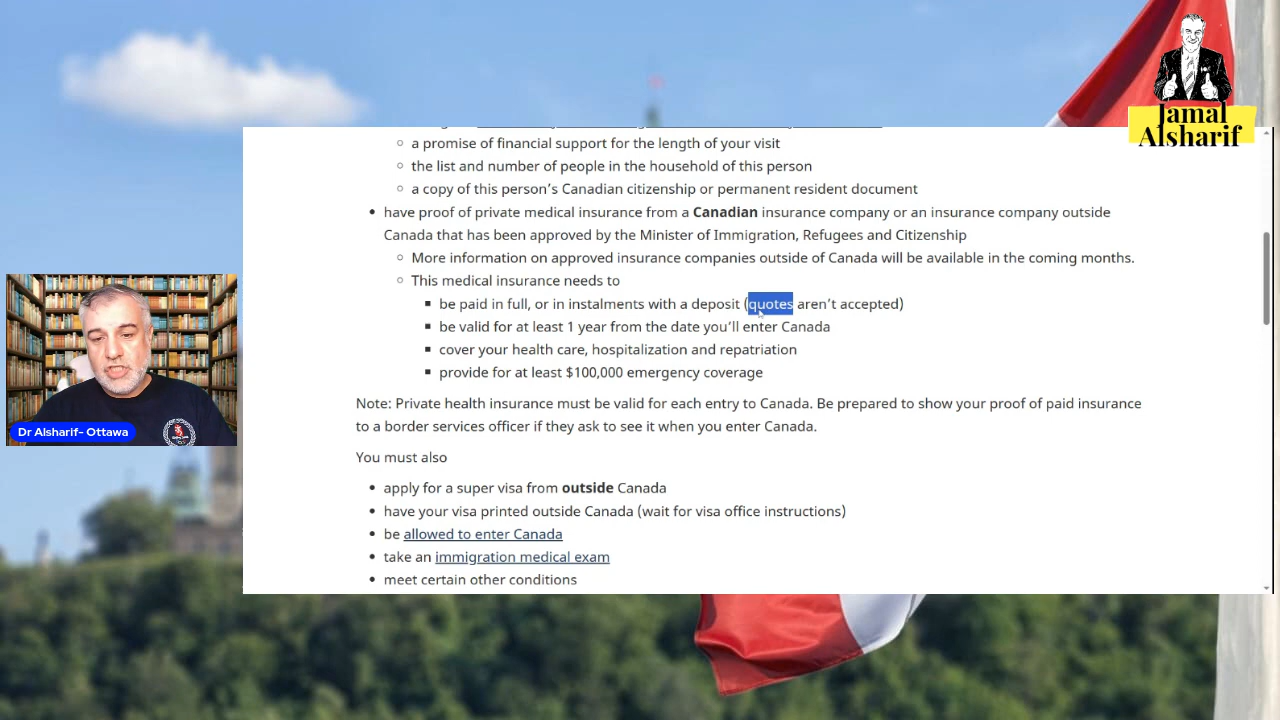 Jamal
Alsharif
a promise of financial support for the length of your visit
the list and number of people in the household of this person
a copy of this person's Canadian citizenship or permanent resident document
have proof of private medical insurance from a Canadian insurance company or an insurance company outside
Canada that has been approved by the Minister of Immigration, Refugees and Citizenship
More information on approved insurance companies outside of Canada will be available in the coming months.
This medical insurance needs to
be paid in full, or in instalments with a deposit (quotes aren't accepted)
be valid for at least 1 year from the date you'll enter Canada
cover your health care, hospitalization and repatriation
provide for at least $100,000 emergency coverage
Note: Private health insurance must be valid for each entry to Canada. Be prepared to show your proof of paid insurance
to a border services officer if they ask to see it when you enter Canada.
You must also
apply for a super visa from outside Canada
have your visa printed outside Canada (wait for visa office instructions)
be allowed to enter Canada
take an immigration medical exam
meet certain other conditions
Dr Alsharif- Ottawa